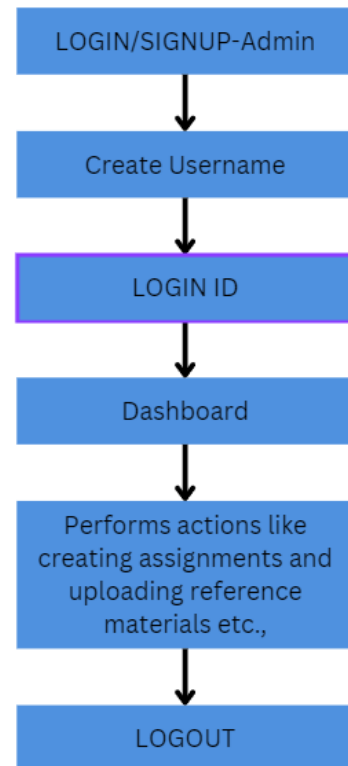 LOGIN/SIGNUP-Admin
Create Username
LOGIN ID
Dashboard
Performs actions like
creating assignments and
uploading reference
materials etc.,
LOGOUT